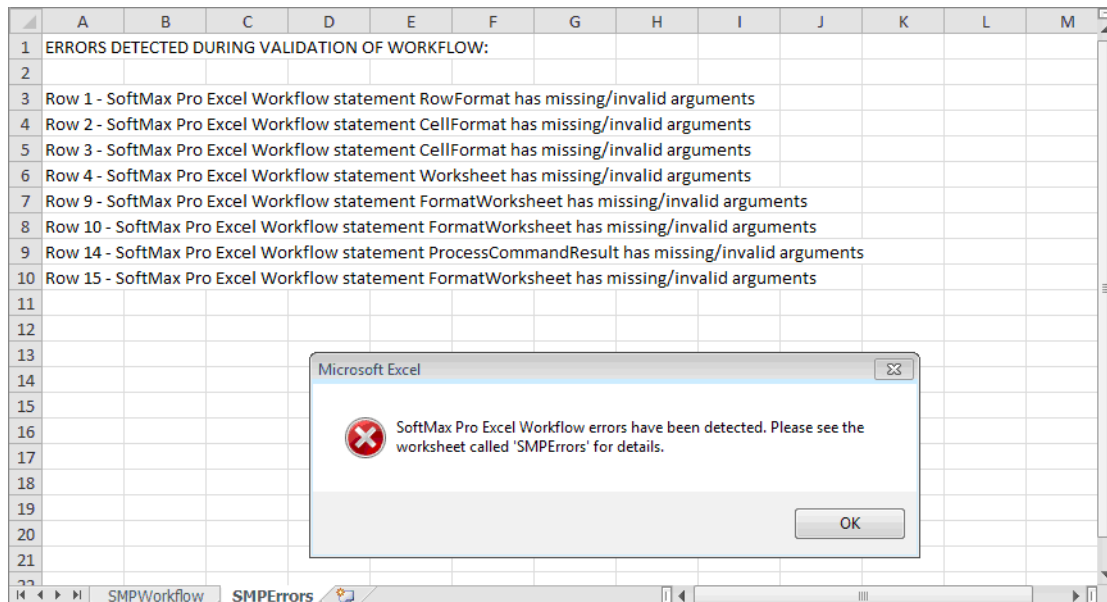 A B C D E F G H I J K L M
1 ERRORS DETECTED DURING VALIDATION OF WORKFLOW:
2
3 Row 1 - SoftMax Pro Excel Workflow statement RowFormat has missing/invalid arguments
4 Row 2 - SoftMax Pro Excel Workflow statement CellFormat has missing/invalid arguments
5 Row 3 - SoftMax Pro Excel Workflow statement CellFormat has missing/invalid arguments
6 Row 4 - SoftMax Pro Excel Workflow statement Worksheet has missing/invalid arguments
7 Row 9 - SoftMax Pro Excel Workflow statement FormatWorksheet has missing/invalid arguments
8 Row 10 - SoftMax Pro Excel Workflow statement FormatWorksheet has missing/invalid arguments
9 Row 14 - SoftMax Pro Excel Workflow statement ProcessCommandResult has missing/invalid arguments
10 Row 15 - SoftMax Pro Excel Workflow statement FormatWorksheet has missing/invalid arguments
11
12
13
Microsoft Excel
14
15
16 SoftMax Pro Excel Workflow errors have been detected. Please see the
17 worksheet called 'SMPErrors' for details.
18
19
20 OK
21
22
SMPWorkflow SMPErrors